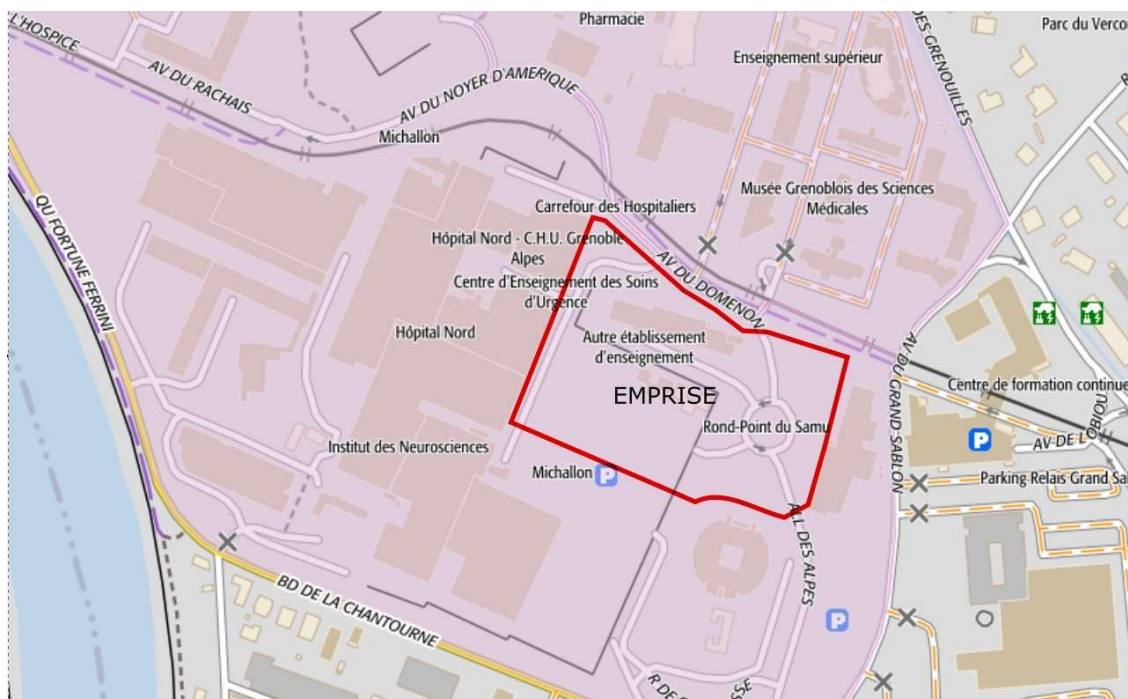 Pharmacie
Parc du Verco
L'HOSPICE
Enseignement supérieur
DES GRENOUILLES
AV DU RACHAIS
AV DU NOYER D'AMERIQUE
Michallon
QU FORTUNE FERRINI
Musée Grenoblois des Sciences
Médicales
Carrefour des Hospitaliers
Hôpital Nord - C.H.U. Grenoble
Alpes
AV DU DOMENON
Centre d'Enseignement des Soins
d'Urgence
Hôpital Nord
Autre établissement
d'enseignement
AV DU GRAND SABLON
Centre de formation continue
EMPRISE
Rond-Point du Samu
P
AV DE LOBIOU
Institut des Neurosciences
Michallon
P
Parking Relais Grand Sa
ALL DES ALPES
BD DE LA CHANTOURNE
P
R DE
SSE